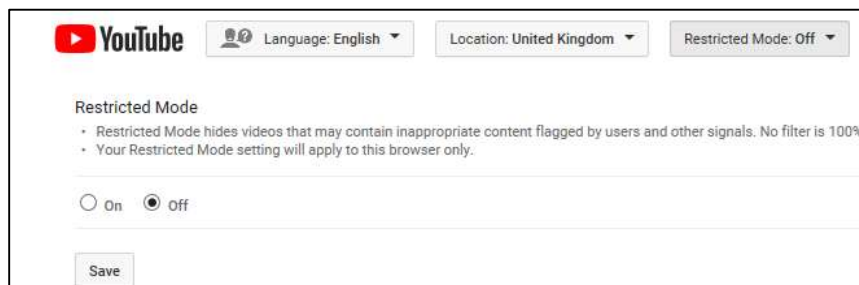 YouTube Language: English Location: United Kingdom Restricted Mode: Off
Restricted Mode
• Restricted Mode hides videos that may contain inappropriate content flagged by users and other signals. No filter is 100%
• Your Restricted Mode setting will apply to this browser only.
On Off
Save